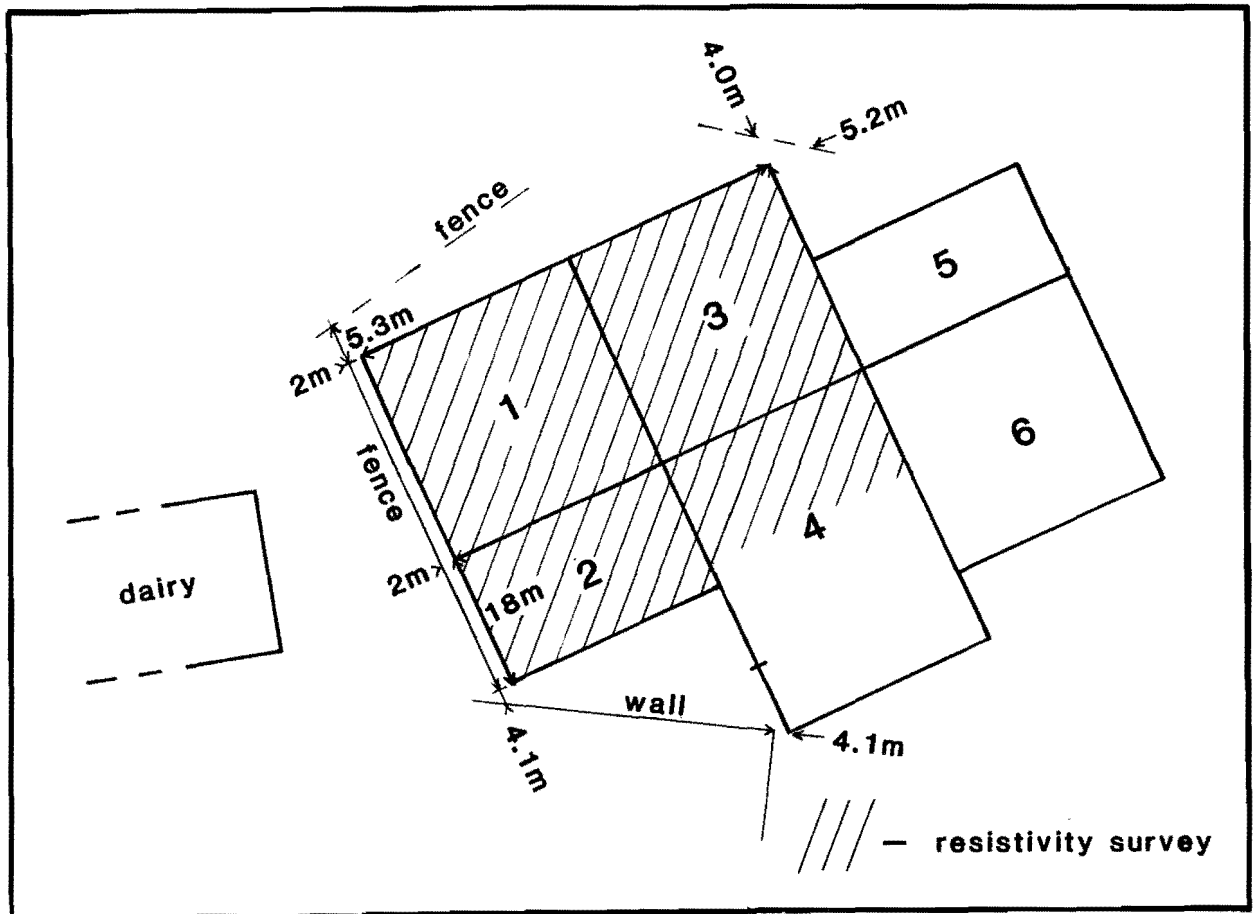 4.0m
5.2m
fence
5.3m
2m
fence
1
3
5
6
2m
2
18m
4
dairy
wall
4.1m
4.1m
— resistivity survey